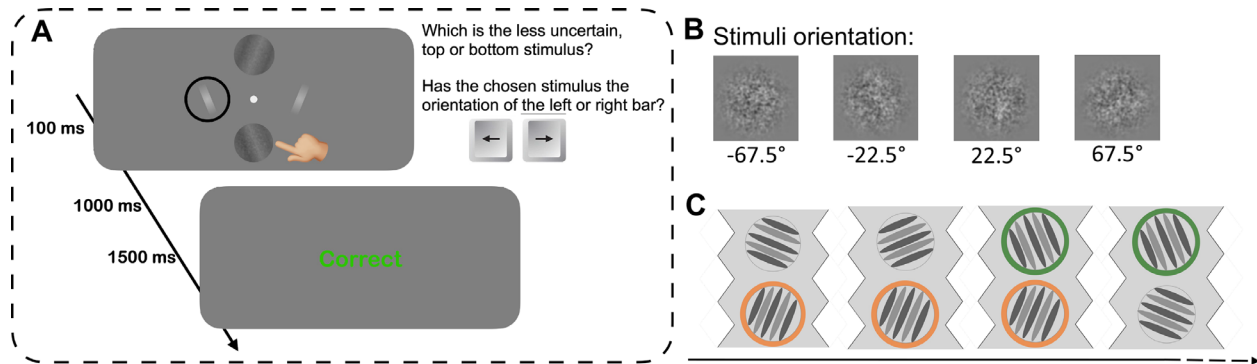 A
Which is the less uncertain,
top or bottom stimulus?
Has the chosen stimulus the
orientation of the left or right bar?
100 ms
1000 ms
1500 ms
Correct
B
Stimuli orientation:
-67.5° -22.5° 22.5° 67.5°
C